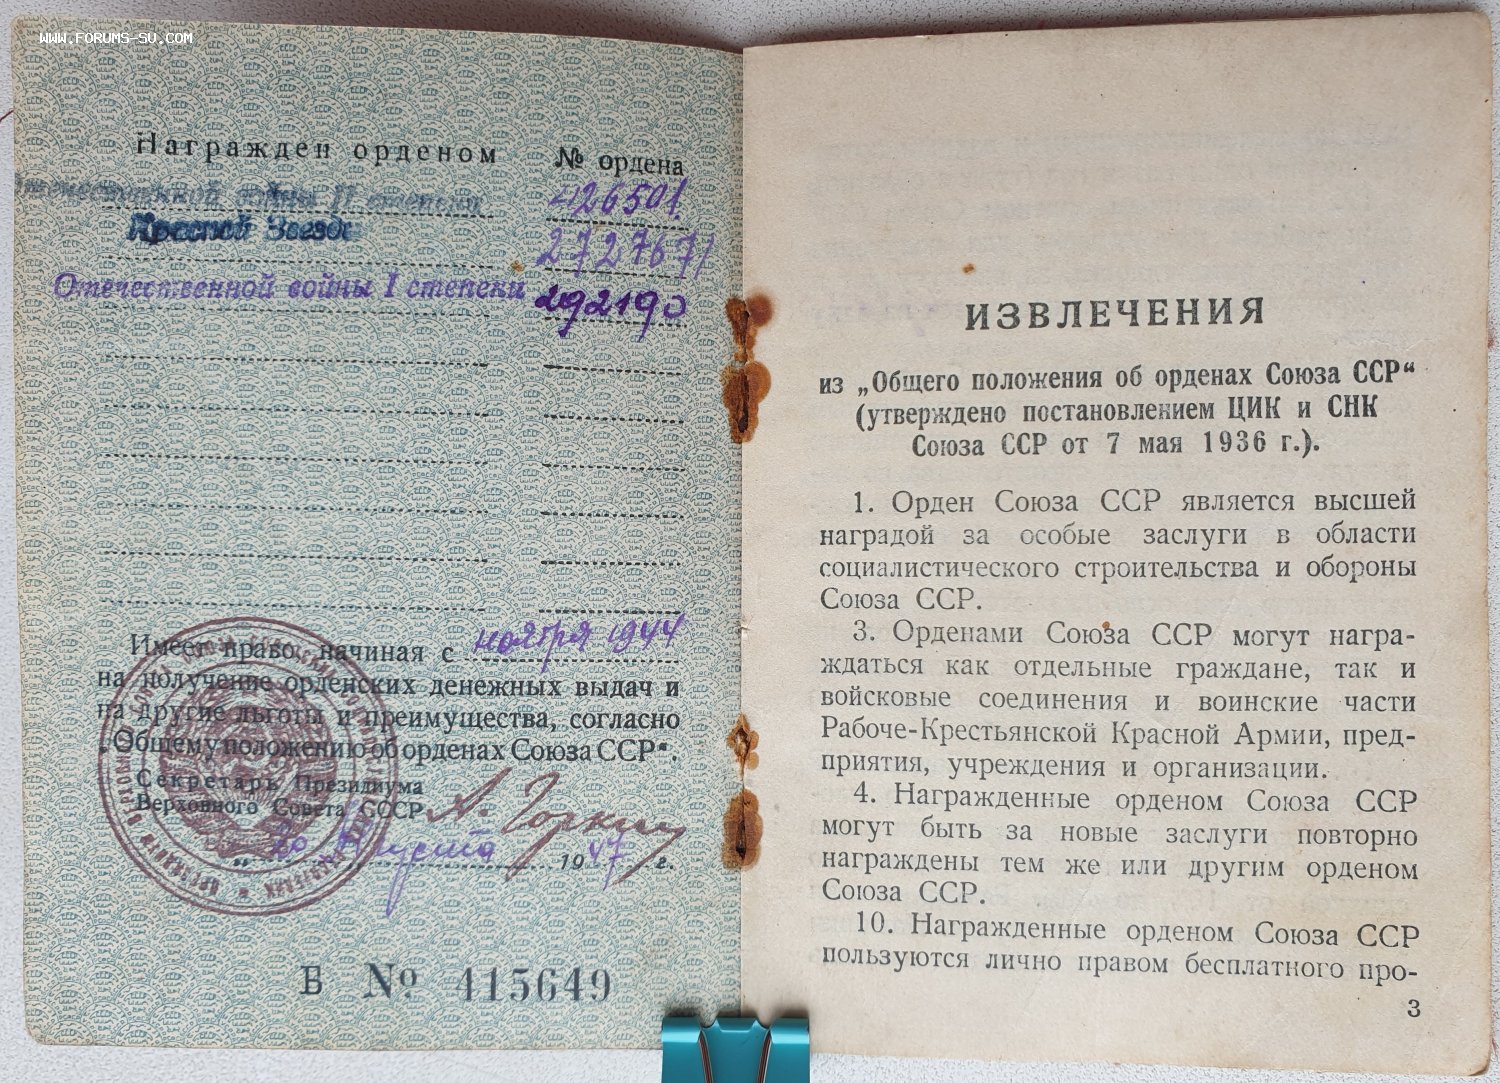 WWW.FORUMS-SU.COM
Награжден орденом № ордена
Отечественной войны II степени 426501.
Красной Звезды 2727671
Отечественной войны I степени 292190
Имеет право, начиная с ноября 1944
на получение орденских денежных выдач и
на другие льготы и преимущества, согласно
„Общему положению об орденах Союза ССР“.
Секретарь Президиума
Верховного Совета СССР А. Горкин
„20 Августа 1947 г.
Б № 415649
ИЗВЛЕЧЕНИЯ
из „Общего положения об орденах Союза ССР“
(утверждено постановлением ЦИК и СНК
Союза ССР от 7 мая 1936 г.).
1. Орден Союза ССР является высшей
наградой за особые заслуги в области
социалистического строительства и обороны
Союза ССР.
3. Орденами Союза ССР могут награ-
ждаться как отдельные граждане, так и
войсковые соединения и воинские части
Рабоче-Крестьянской Красной Армии, пред-
приятия, учреждения и организации.
4. Награжденные орденом Союза ССР
могут быть за новые заслуги повторно
награждены тем же или другим орденом
Союза ССР.
10. Награжденные орденом Союза ССР
пользуются лично правом бесплатного про-
3